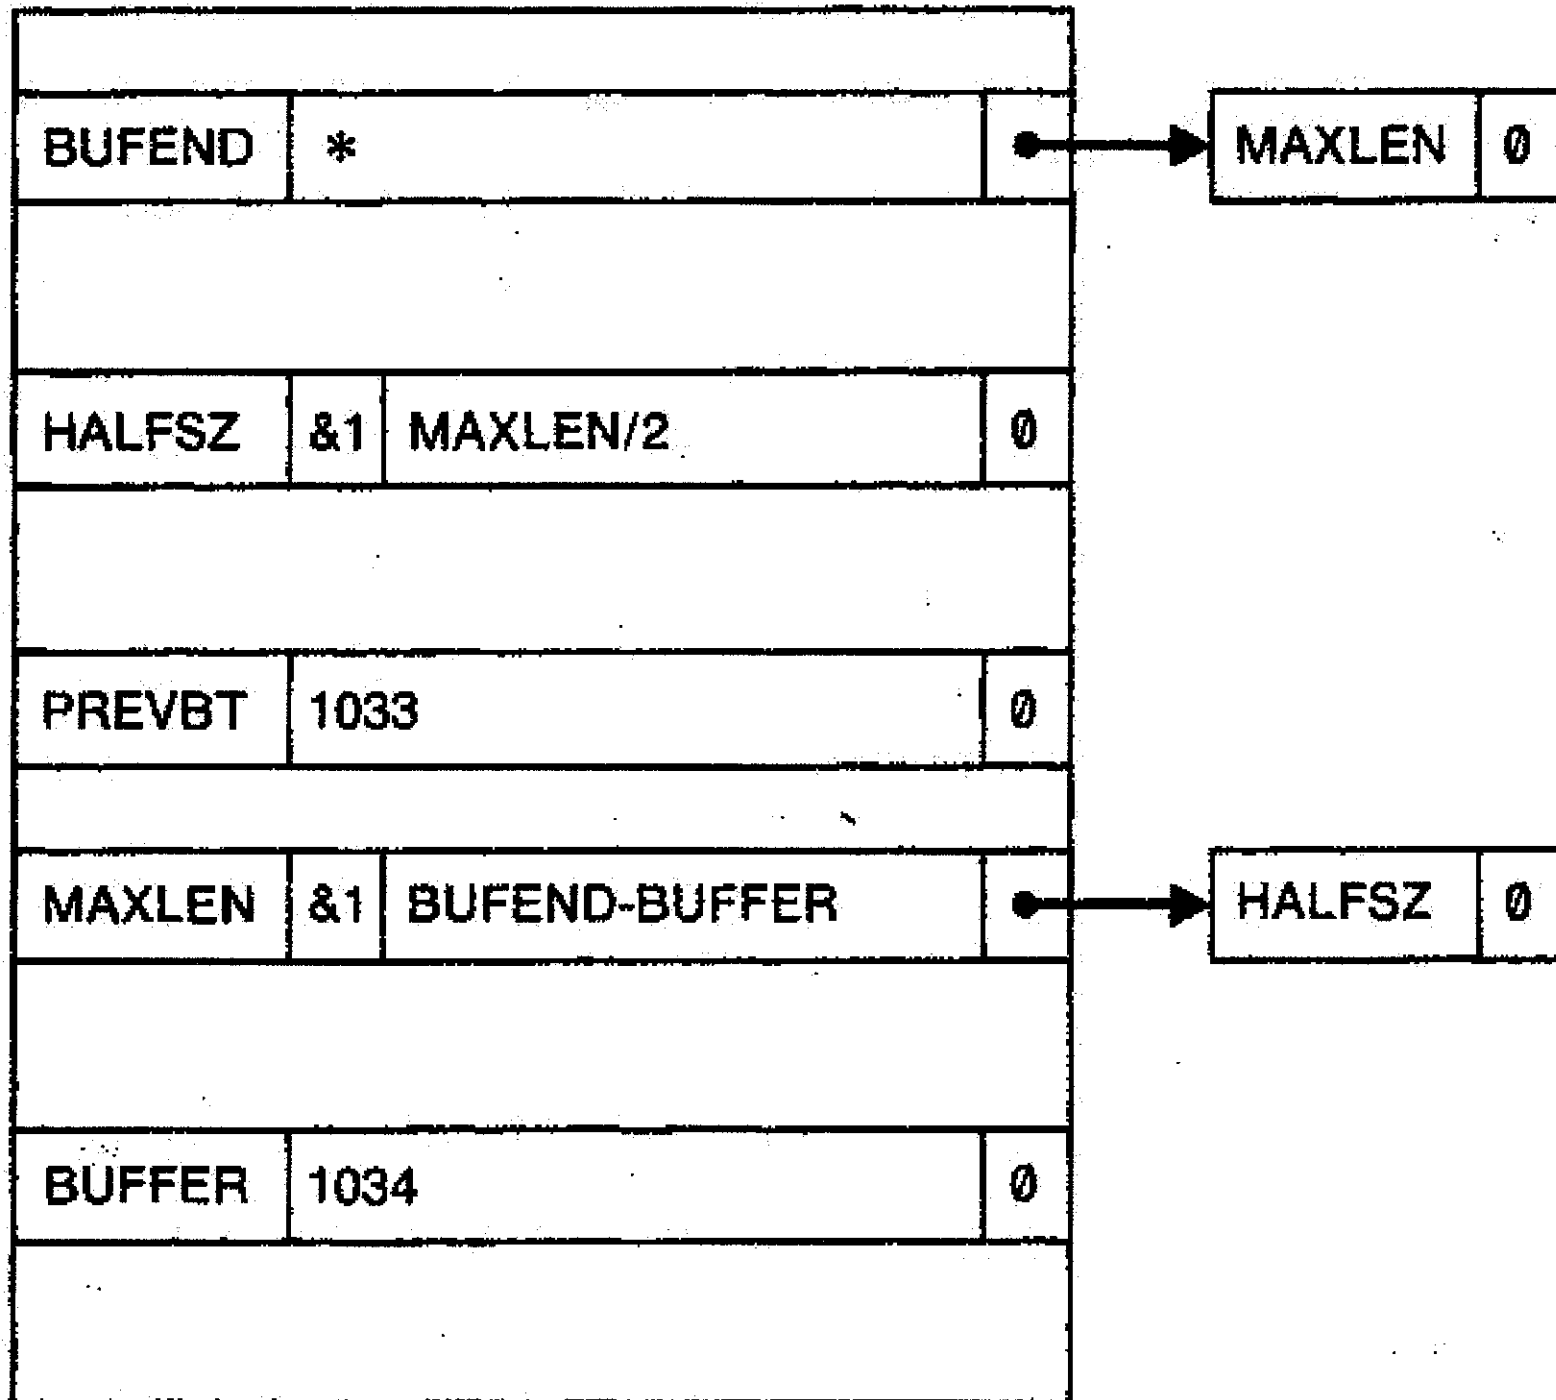 BUFEND * MAXLEN 0
HALFSZ &1 MAXLEN/2 0
PREVBT 1033 0
MAXLEN &1 BUFEND-BUFFER HALFSZ 0
BUFFER 1034 0